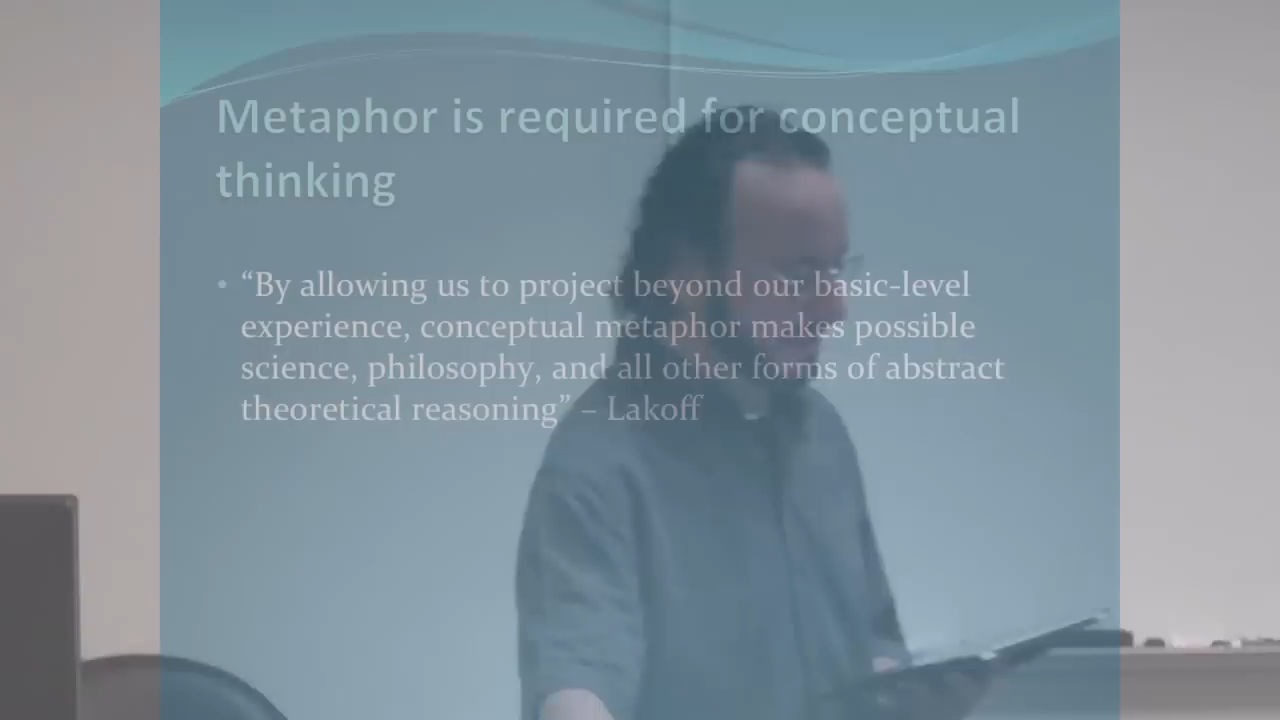 Metaphor is required for conceptual
thinking
• “By allowing us to project beyond our basic-level
experience, conceptual metaphor makes possible
science, philosophy, and all other forms of abstract
theoretical reasoning” – Lakoff